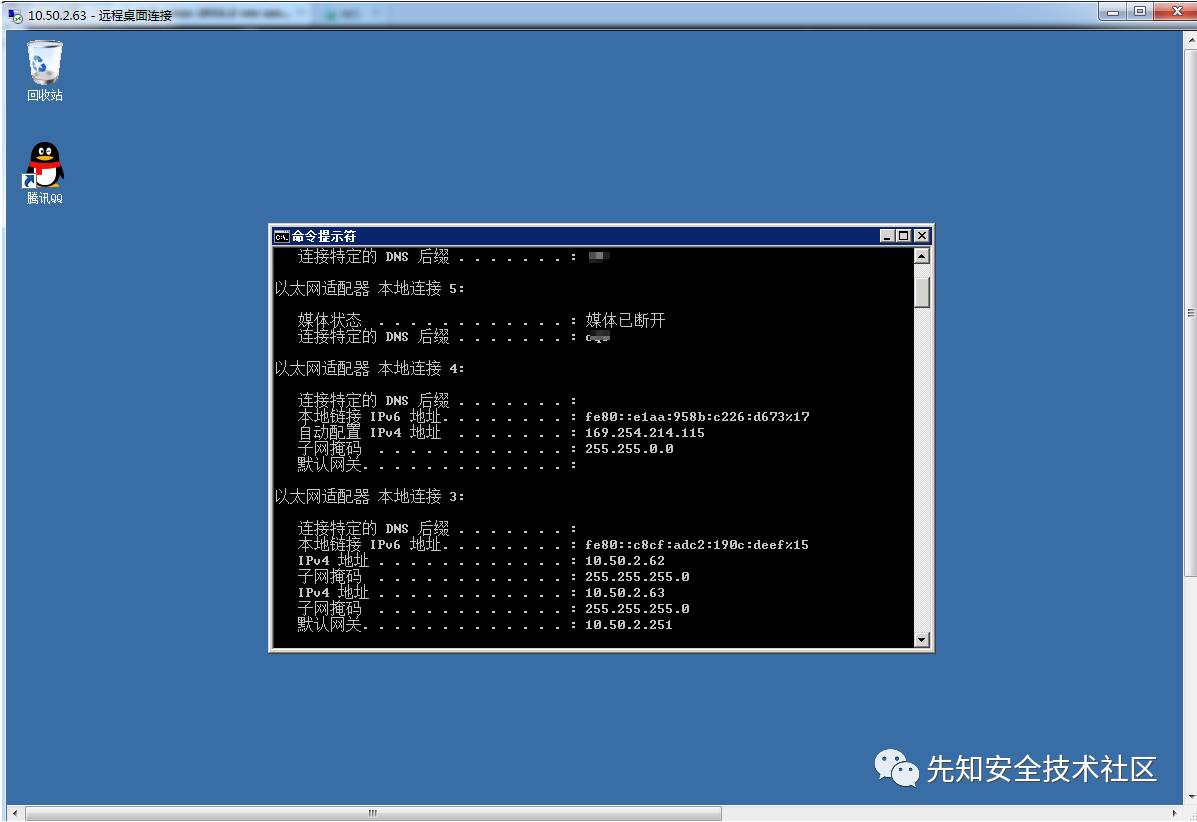 10.50.2.63 - 远程桌面连接
回收站
腾讯QQ
命令提示符
连接特定的 DNS 后缀 . . . . . . . :
以太网适配器 本地连接 5:
媒体状态 . . . . . . . . . . . . : 媒体已断开
连接特定的 DNS 后缀 . . . . . . . :
以太网适配器 本地连接 4:
连接特定的 DNS 后缀 . . . . . . . :
本地链接 IPv6 地址. . . . . . . . : fe80::e1aa:958b:c226:d673%17
自动配置 IPv4 地址 . . . . . . . : 169.254.214.115
子网掩码 . . . . . . . . . . . . : 255.255.0.0
默认网关. . . . . . . . . . . . . :
以太网适配器 本地连接 3:
连接特定的 DNS 后缀 . . . . . . . :
本地链接 IPv6 地址. . . . . . . . : fe80::c8cf:adc2:190c:deef%15
IPv4 地址 . . . . . . . . . . . . : 10.50.2.62
子网掩码 . . . . . . . . . . . . : 255.255.255.0
IPv4 地址 . . . . . . . . . . . . : 10.50.2.63
子网掩码 . . . . . . . . . . . . : 255.255.255.0
默认网关. . . . . . . . . . . . . : 10.50.2.251
先知安全技术社区